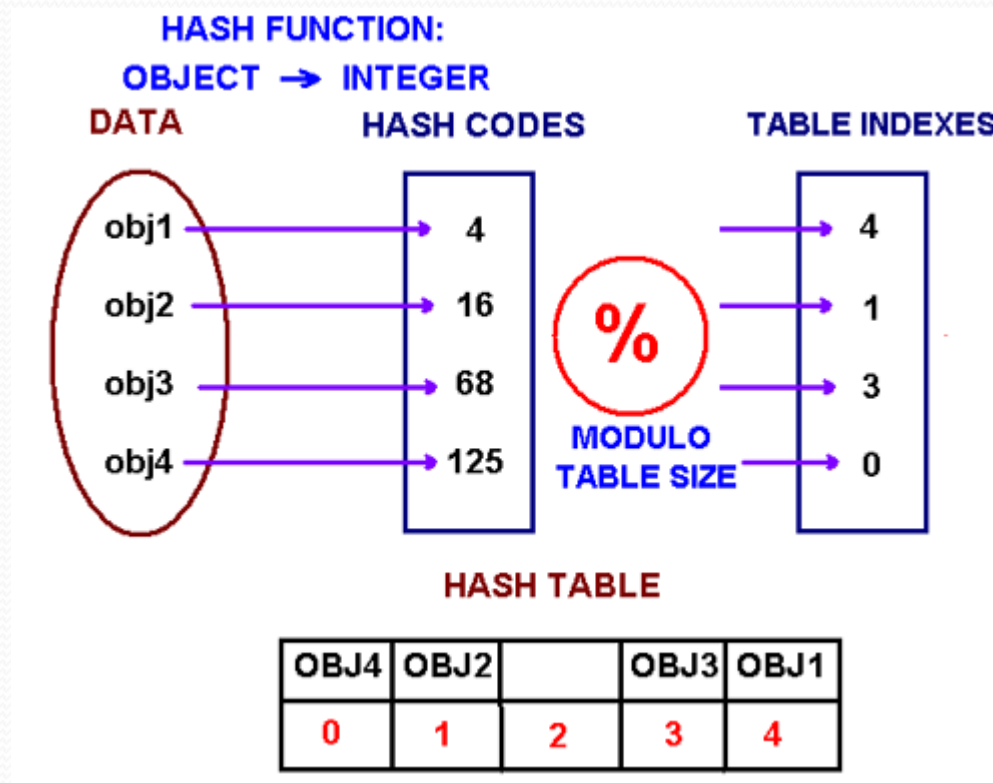 HASH FUNCTION:
OBJECT → INTEGER
DATA
HASH CODES
TABLE INDEXES
obj1
4
4
obj2
16
1
obj3
68
3
obj4
125
0
%
MODULO
TABLE SIZE
HASH TABLE
OBJ4 OBJ2 OBJ3 OBJ1
0 1 2 3 4